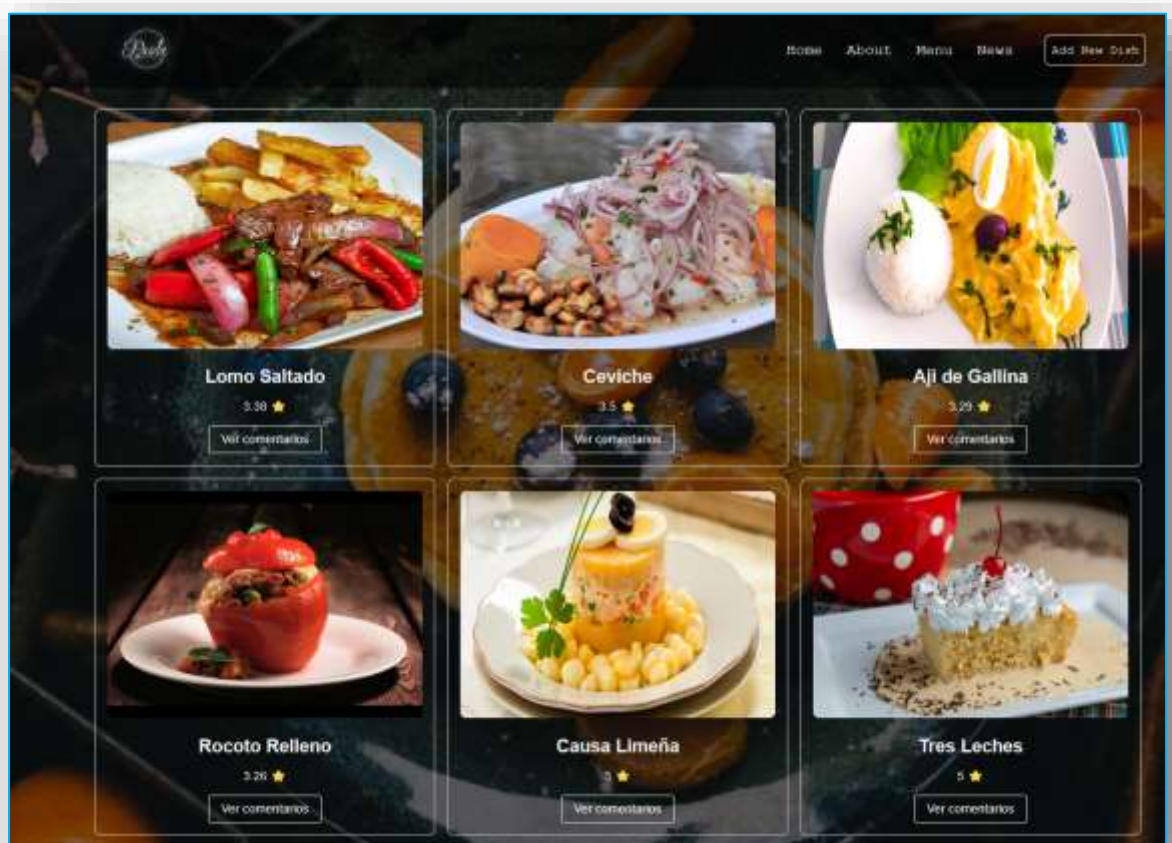 Home About Menu News Add New Dish
Lomo Saltado Ceviche Aji de Gallina
3.38 3.5 3.29
Ver comentarios Ver comentarios Ver comentarios
Rocoto Relleno Causa Limeña Tres Leches
3.26 3 5
Ver comentarios Ver comentarios Ver comentarios